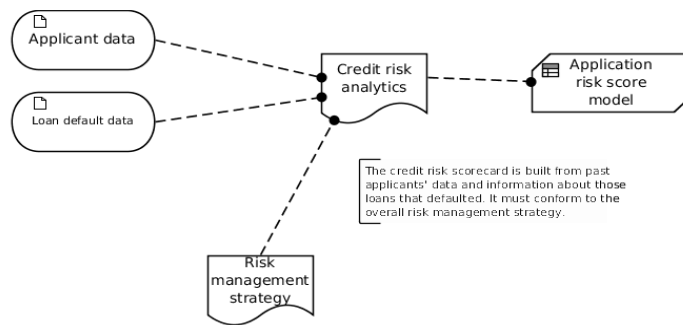 Applicant data
Loan default data
Credit risk
analytics
Application
risk score
model
The credit risk scorecard is built from past
applicants' data and information about those
loans that defaulted. It must conform to the
overall risk management strategy.
Risk
management
strategy